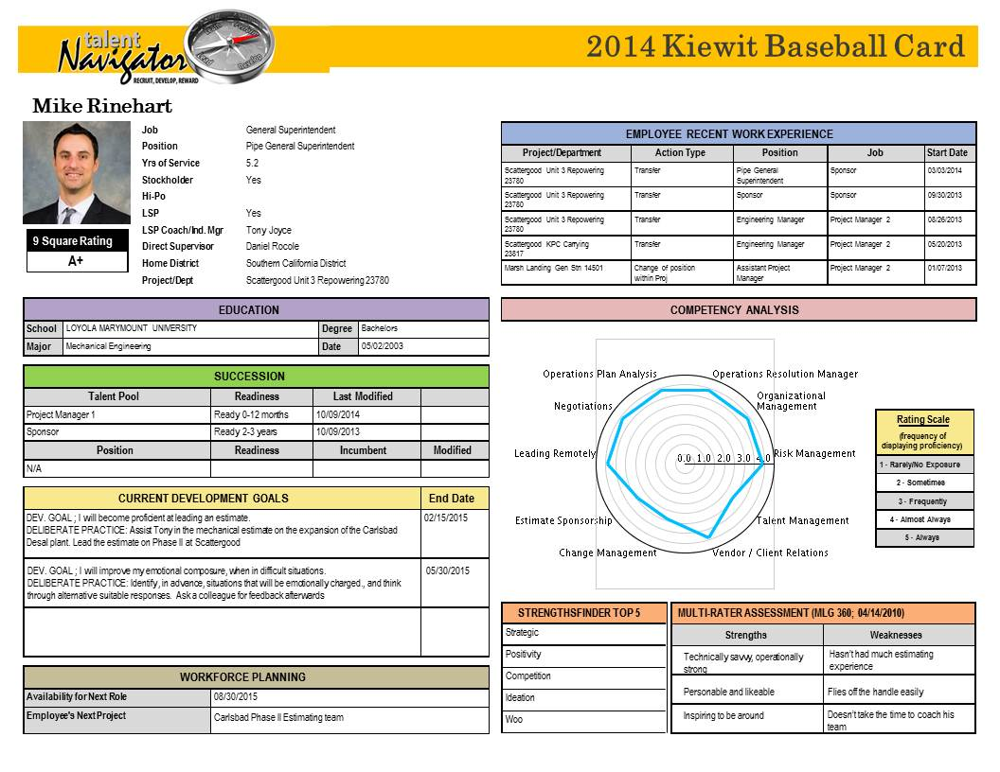 talent
Navigator
RECRUIT, DEVELOP, REWARD
2014 Kiewit Baseball Card
Mike Rinehart
Job General Superintendent
Position Pipe General Superintendent
Yrs of Service 5.2
Stockholder Yes
Hi-Po
LSP Yes
LSP Coach/Ind. Mgr Tony Joyce
Direct Supervisor Daniel Rocole
Home District Southern California District
Project/Dept Scattergood Unit 3 Repowering 23780
9 Square Rating
A+
EMPLOYEE RECENT WORK EXPERIENCE
Project/Department Action Type Position Job Start Date
Scattergood Unit 3 Repowering 23780 Transfer Pipe General Superintendent Sponsor 03/03/2014
Scattergood Unit 3 Repowering 23780 Transfer Sponsor Sponsor 09/30/2013
Scattergood Unit 3 Repowering 23780 Transfer Engineering Manager Project Manager 2 08/26/2013
Scattergood KPC Carrying 23817 Transfer Engineering Manager Project Manager 2 05/20/2013
Marsh Landing Gen Stn 14501 Change of position within Proj Assistant Project Manager Project Manager 2 01/07/2013
EDUCATION
School LOYOLA MARYMOUNT UNIVERSITY Degree Bachelors
Major Mechanical Engineering Date 05/02/2003
SUCCESSION
Talent Pool Readiness Last Modified
Project Manager 1 Ready 0-12 months 10/09/2014
Sponsor Ready 2-3 years 10/09/2013
Position Readiness Incumbent Modified
N/A
CURRENT DEVELOPMENT GOALS End Date
DEV. GOAL ; I will become proficient at leading an estimate. 02/15/2015
DELIBERATE PRACTICE: Assist Tony in the mechanical estimate on the expansion of the Carlsbad
Desal plant. Lead the estimate on Phase II at Scattergood
DEV. GOAL ; I will improve my emotional composure, when in difficult situations. 05/30/2015
DELIBERATE PRACTICE: Identify, in advance, situations that will be emotionally charged., and think
through alternative suitable responses. Ask a colleague for feedback afterwards
WORKFORCE PLANNING
Availability for Next Role 08/30/2015
Employee's Next Project Carlsbad Phase II Estimating team
COMPETENCY ANALYSIS
Operations Plan Analysis Operations Resolution Manager
Organizational
Management
Negotiations
Leading Remotely 0.0 1.0 2.0 3.0 4.0 Risk Management
Estimate Sponsorship Talent Management
Change Management Vendor / Client Relations
Rating Scale
(frequency of
displaying proficiency)
1 - Rarely/No Exposure
2 - Sometimes
3 - Frequently
4 - Almost Always
5 - Always
STRENGTHSFINDER TOP 5
Strategic
Positivity
Competition
Ideation
Woo
MULTI-RATER ASSESSMENT (MLG 360; 04/14/2010)
Strengths Weaknesses
Technically savvy, operationally strong Hasn't had much estimating experience
Personable and likeable Flies off the handle easily
Inspiring to be around Doesn't take the time to coach his team